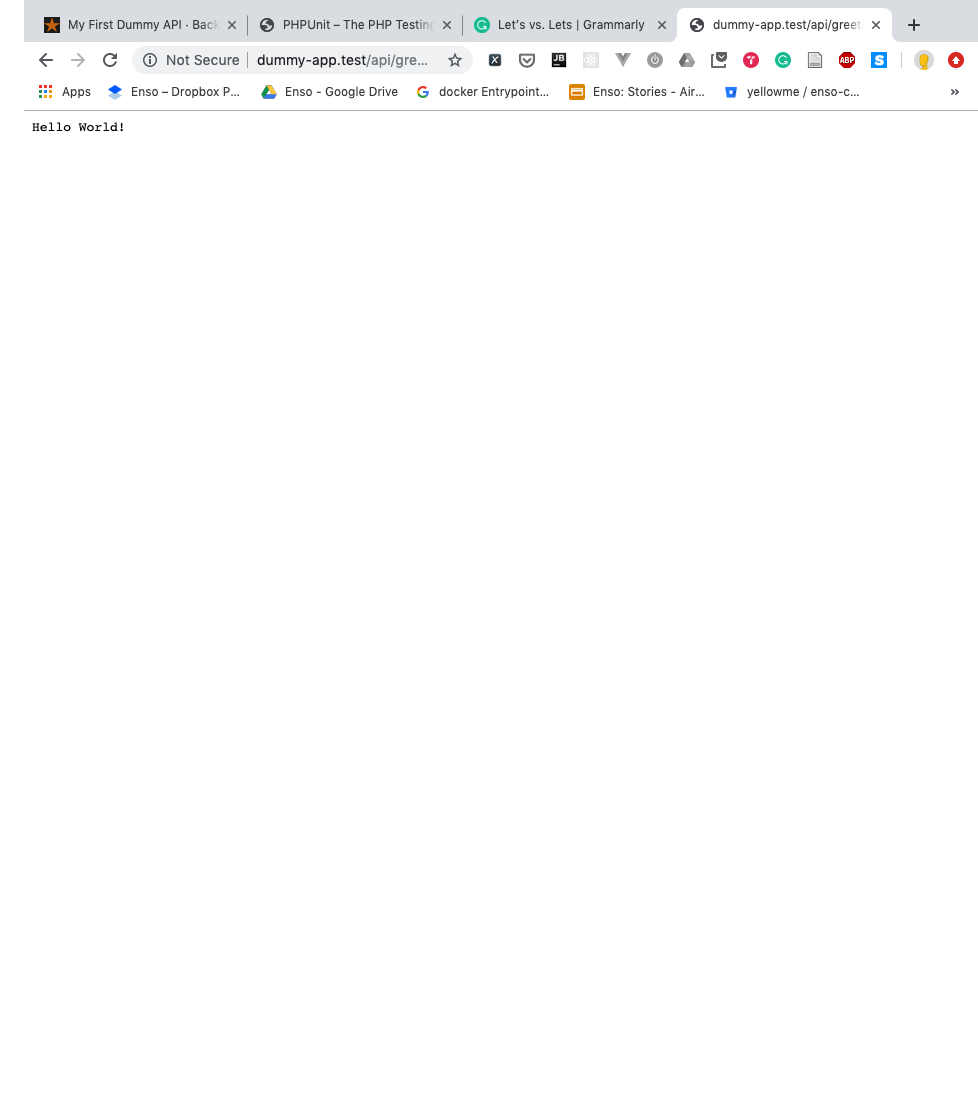 My First Dummy API · Back PHPUnit – The PHP Testing Let's vs. Lets | Grammarly dummy-app.test/api/greet
Not Secure dummy-app.test/api/gre... JB ABP S
Apps Enso – Dropbox P... Enso - Google Drive docker Entrypoint... Enso: Stories - Air... yellowme / enso-c... »
Hello World!